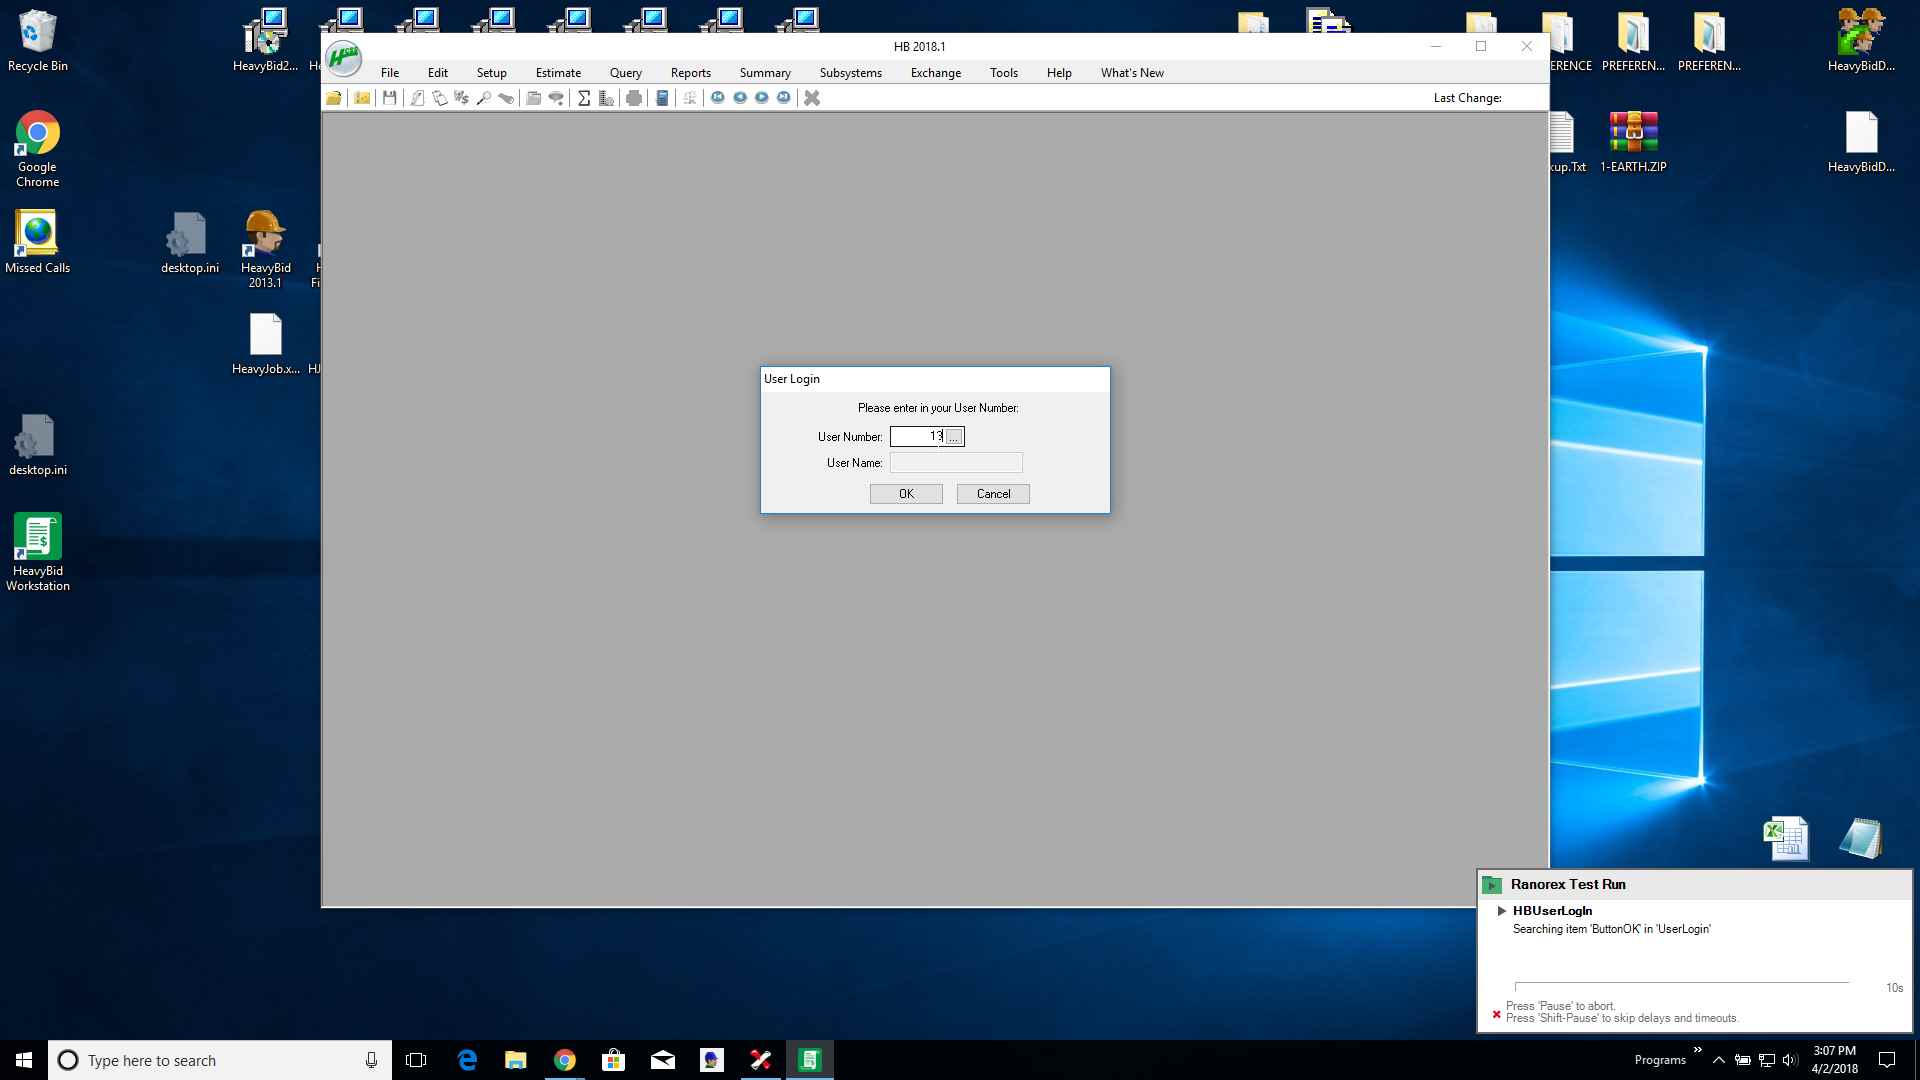 Recycle Bin
HeavyBid2...
PREFEREN...
PREFEREN...
HeavyBidD...
HB 2018.1
File Edit Setup Estimate Query Reports Summary Subsystems Exchange Tools Help What's New
Last Change:
Google
Chrome
1-EARTH.ZIP
HeavyBidD...
Missed Calls
desktop.ini
HeavyBid
2013.1
HeavyJob.x...
desktop.ini
HeavyBid
Workstation
User Login
Please enter in your User Number:
User Number: 13 ...
User Name:
OK Cancel
Ranorex Test Run
HBUserLogIn
Searching item 'ButtonOK' in 'UserLogin'
10s
Press 'Pause' to abort.
Press 'Shift-Pause' to skip delays and timeouts.
Type here to search
Programs
3:07 PM
4/2/2018